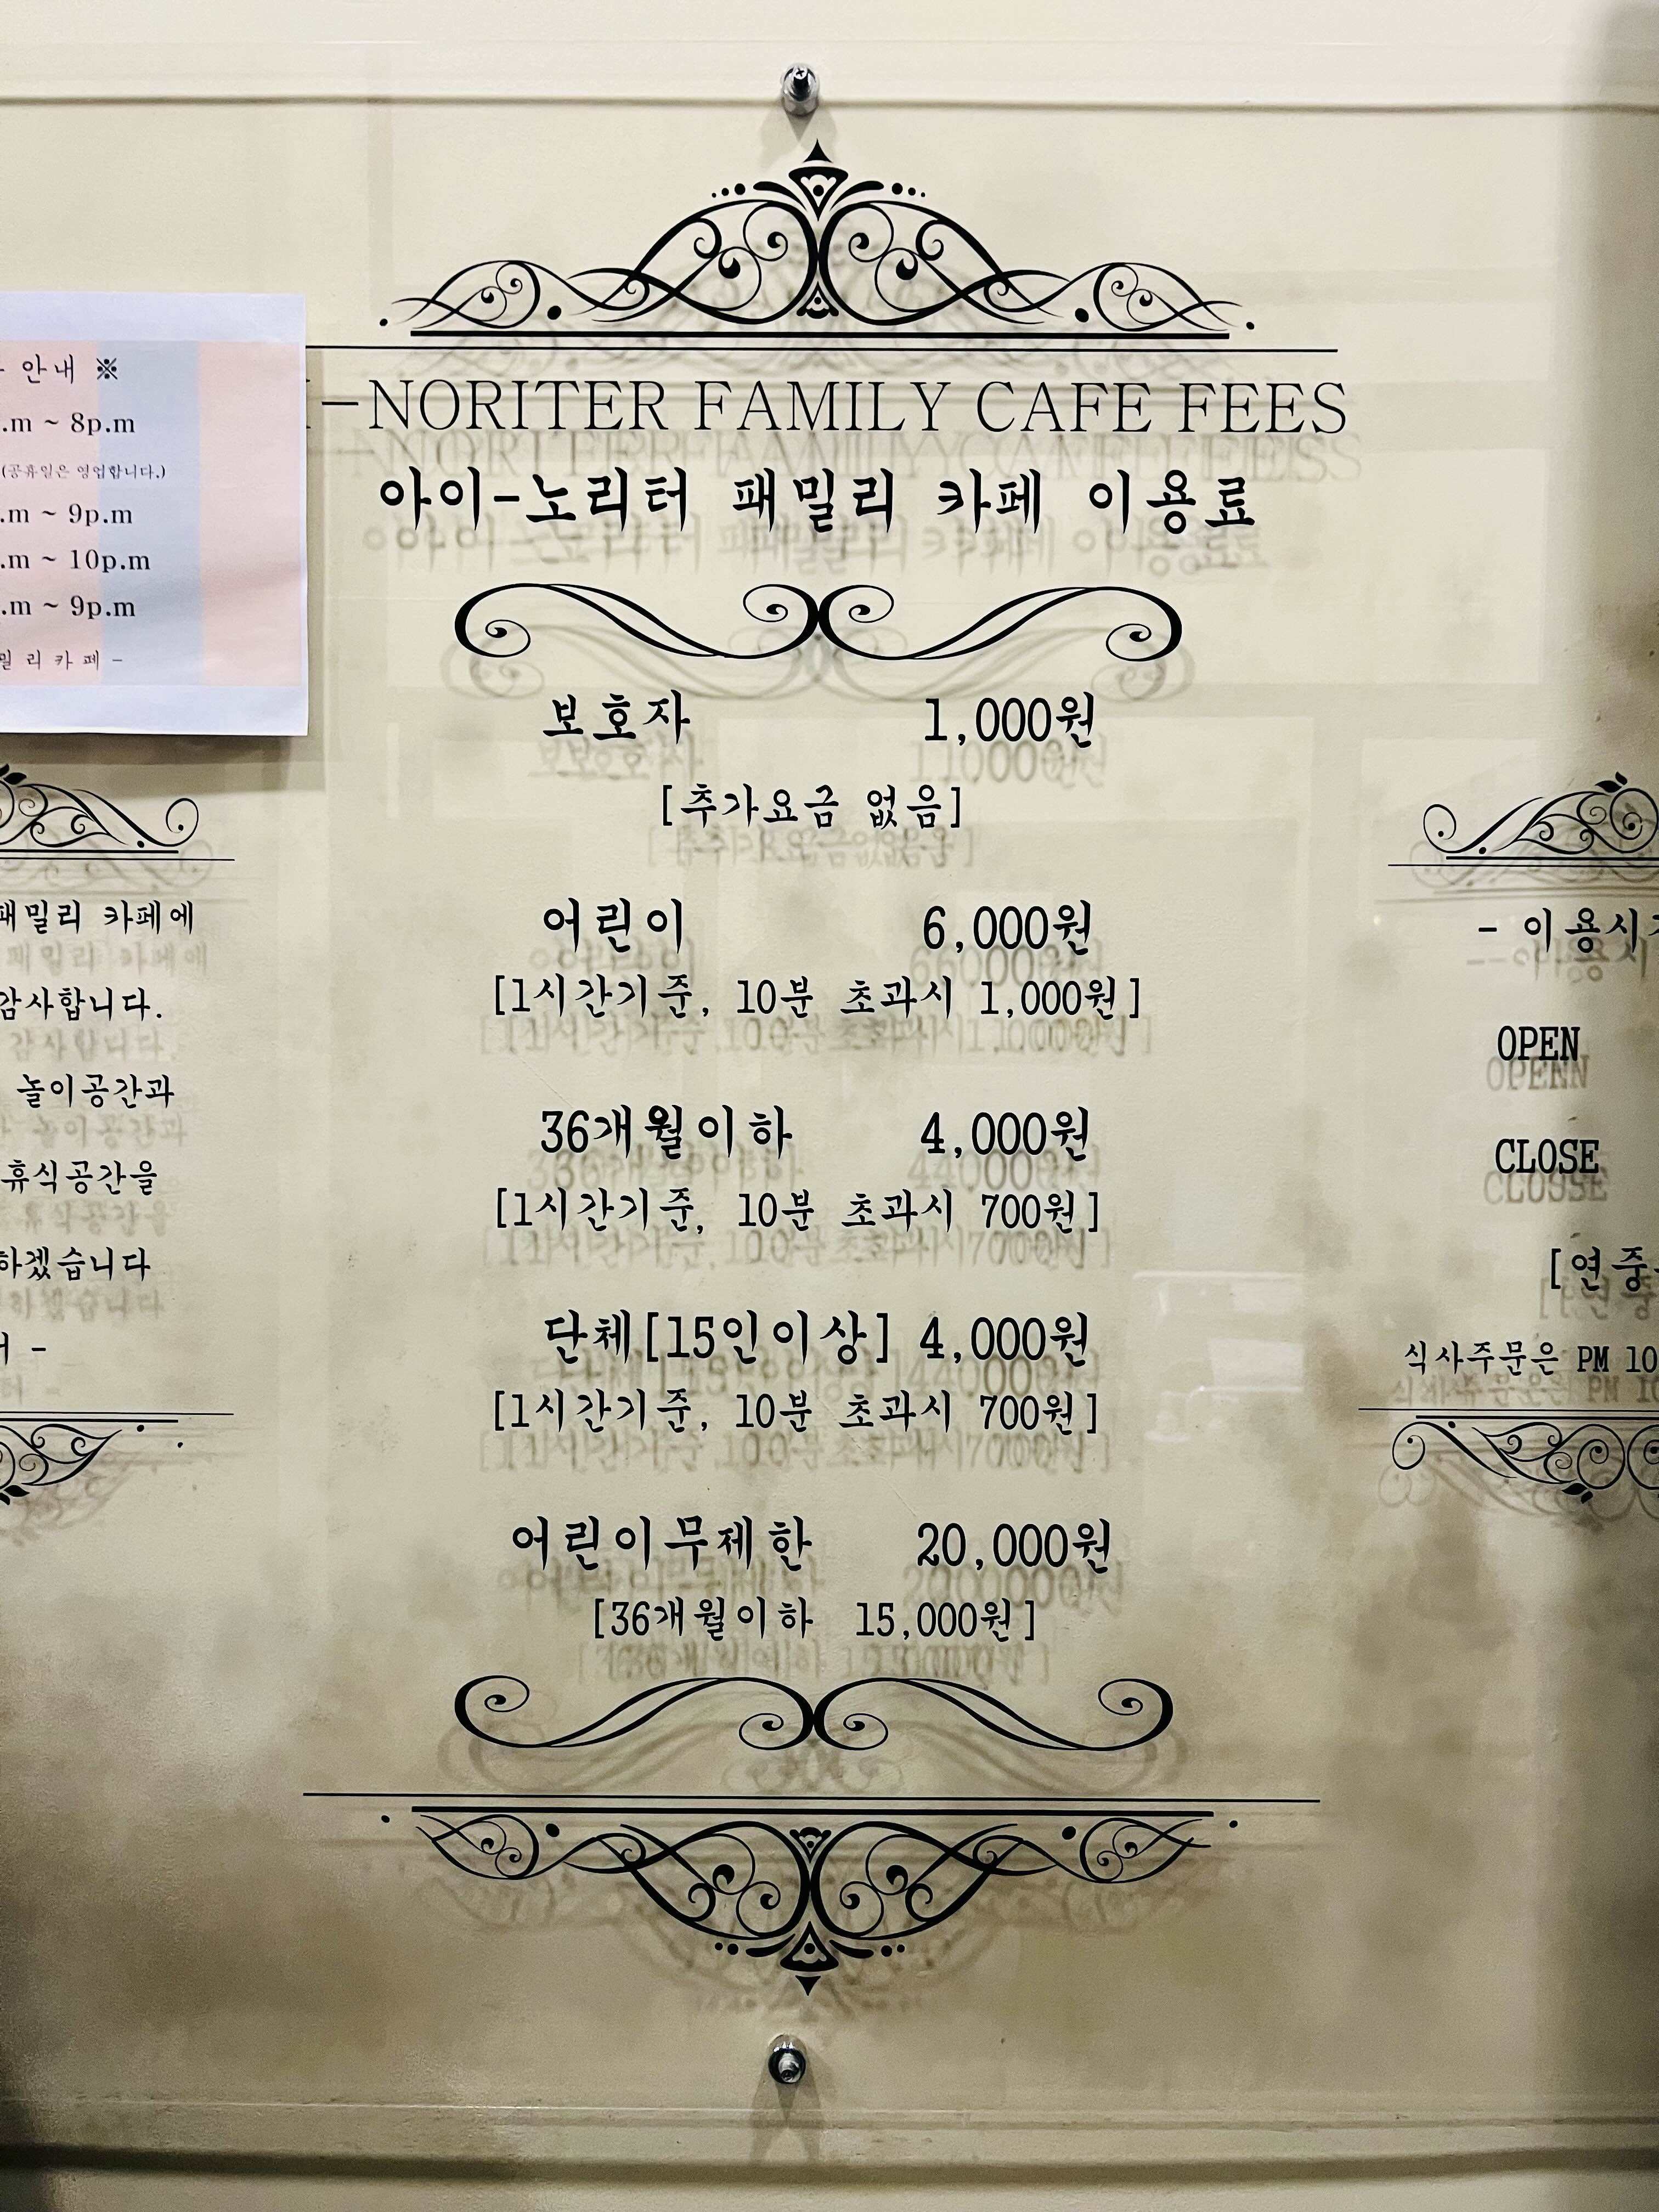 안내 ※
.m ~ 8p.m
(공휴일은 영업합니다.)
.m ~ 9p.m
.m ~ 10p.m
.m ~ 9p.m
밀리카페-
패밀리 카페에
감사합니다.
놀이공간과
휴식공간을
하겠습니다
-NORITER FAMILY CAFE FEES
아이-노리터 패밀리 카페 이용료
보호자 1,000원
[추가요금 없음]
어린이 6,000원
[1시간기준, 10분 초과시 1,000원]
36개월이하 4,000원
[1시간기준, 10분 초과시 700원]
단체[15인이상] 4,000원
[1시간기준, 10분 초과시 700원]
어린이무제한 20,000원
[36개월이하 15,000원]
- 이용시
OPEN
CLOSE
[연중
식사주문은 PM 10